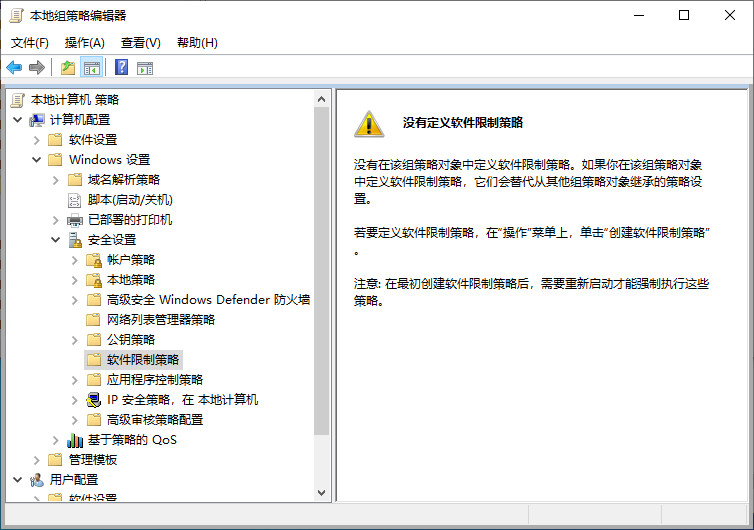 本地组策略编辑器
文件(F) 操作(A) 查看(V) 帮助(H)
本地计算机 策略
计算机配置
软件设置
Windows 设置
域名解析策略
脚本(启动/关机)
已部署的打印机
安全设置
帐户策略
本地策略
高级安全 Windows Defender 防火墙
网络列表管理器策略
公钥策略
软件限制策略
应用程序控制策略
IP 安全策略，在 本地计算机
高级审核策略配置
基于策略的 QoS
管理模板
用户配置
软件设置
没有定义软件限制策略
没有在该组策略对象中定义软件限制策略。如果你在该组策略对象
中定义软件限制策略，它们会替代从其他组策略对象继承的策略设
置。
若要定义软件限制策略，在“操作”菜单上，单击“创建软件限制策略”
。
注意: 在最初创建软件限制策略后，需要重新启动才能强制执行这些
策略。